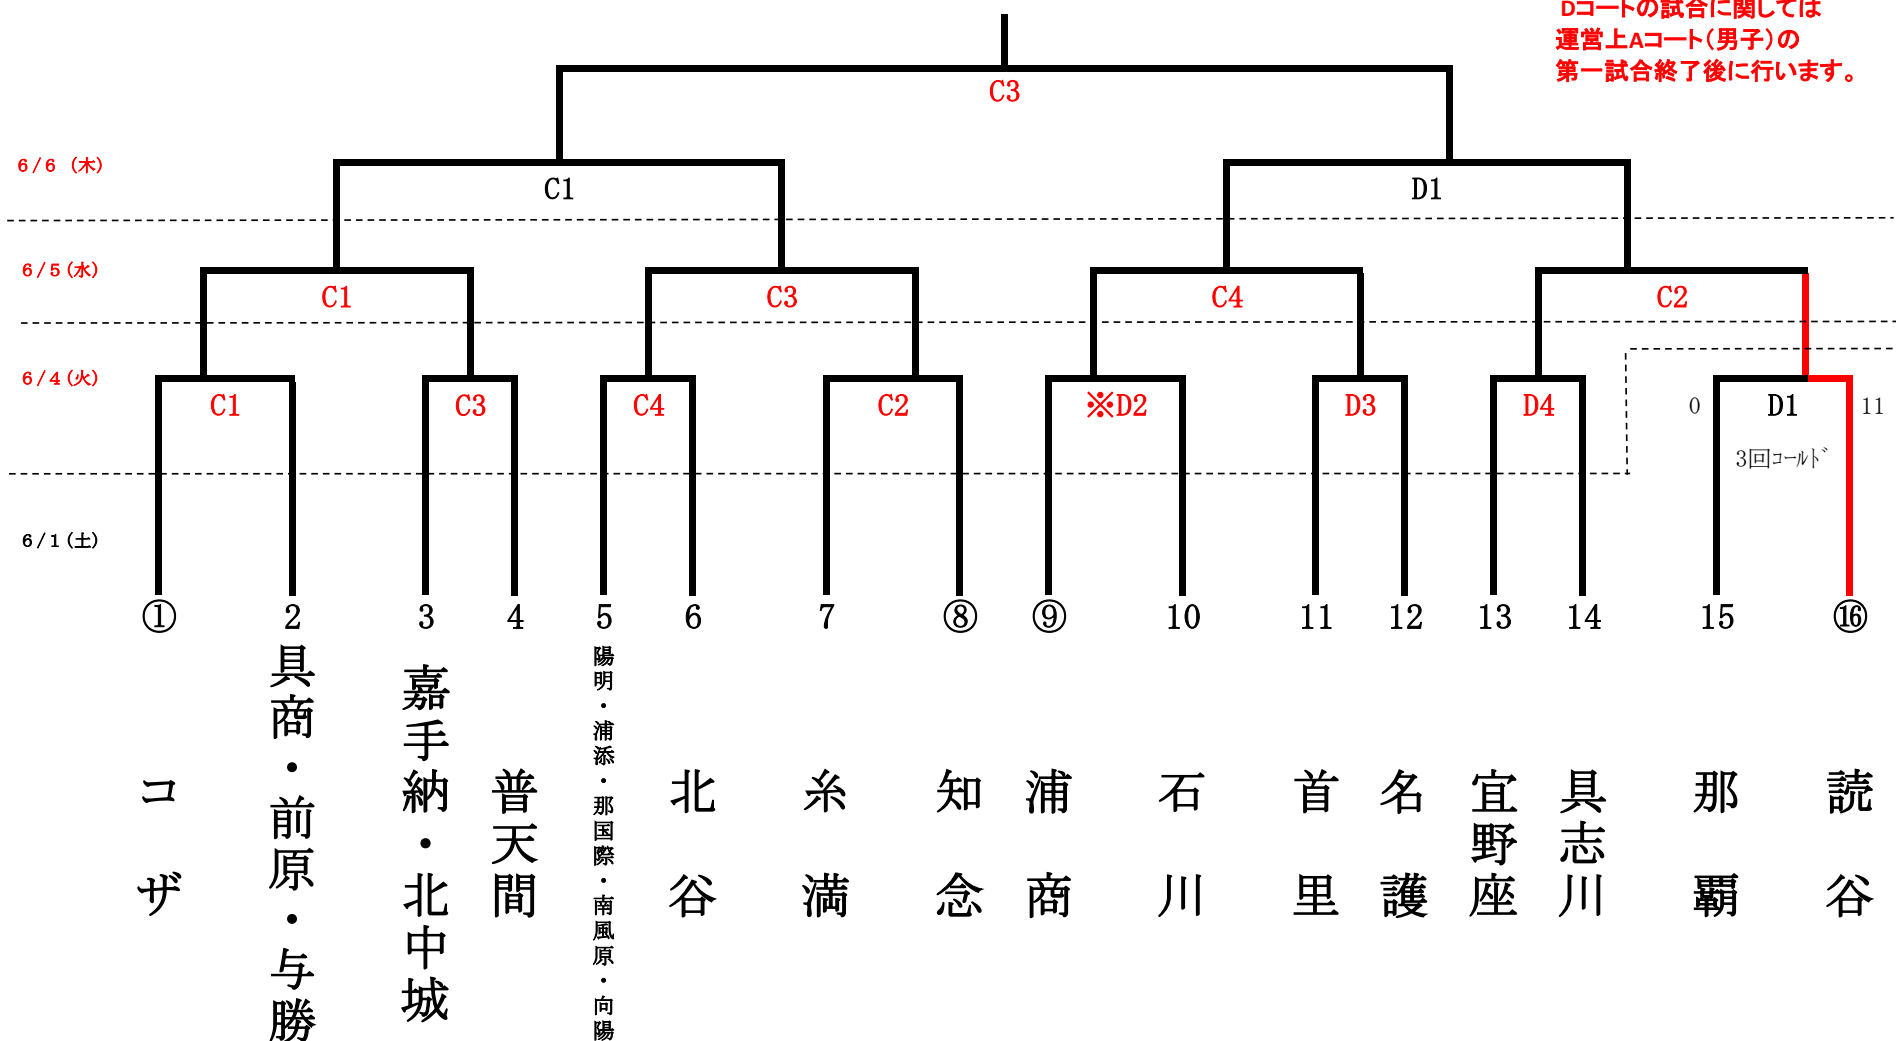 Dコートの試合に関しては
運営上Aコート(男子)の
第一試合終了後に行います。
C3
6/6 (木)
C1
D1
6/5(水)
C1
C3
C4
C2
6/4(火)
C1
C3
C4
C2
※D2
D3
D4
0
D1
11
3回コールド
6/1(土)
①
2
3
4
5
6
7
⑧
⑨
10
11
12
13
14
15
⑯
コザ
具商・前原・与勝
嘉手納・北中城
普天間
陽明・浦添・那国際・南風原・向陽
北谷
糸満
知念
浦商
石川
首里
名護
宜野座
具志川
那覇
読谷